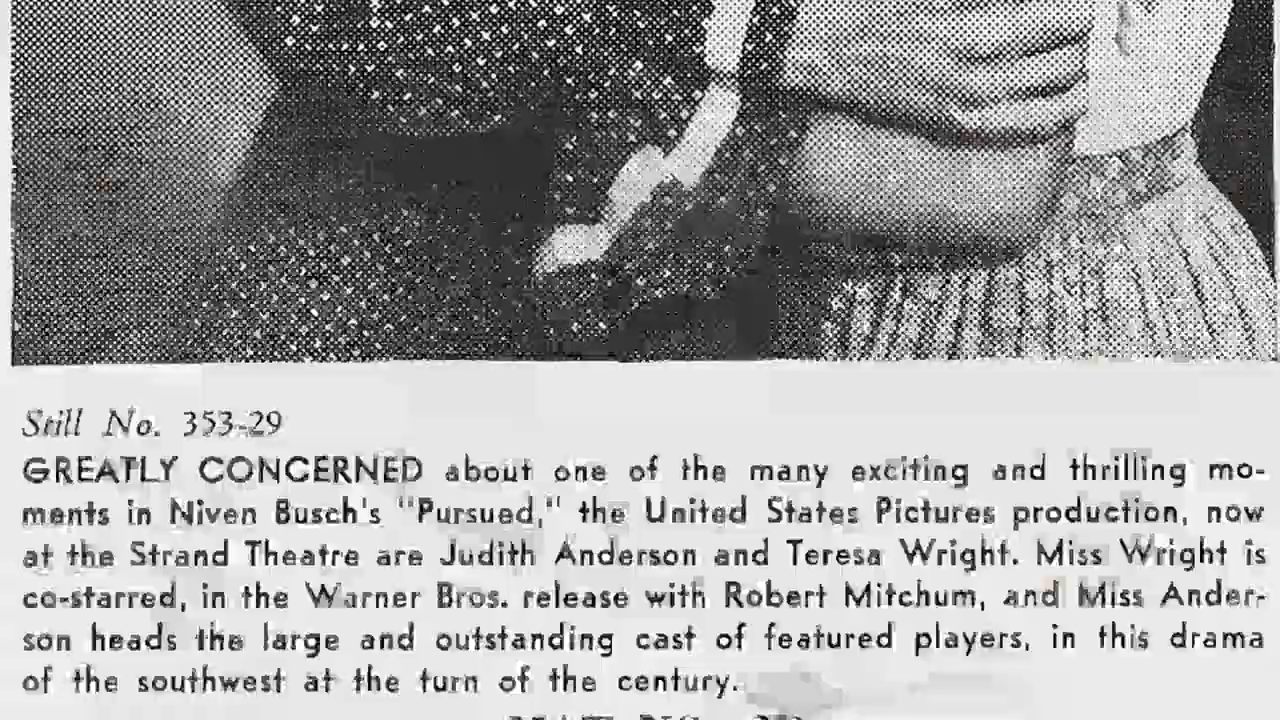 Still No. 353-29
GREATLY CONCERNED about one of the many exciting and thrilling mo-
ments in Niven Busch's "Pursued," the United States Pictures production, now
at the Strand Theatre are Judith Anderson and Teresa Wright. Miss Wright is
co-starred, in the Warner Bros. release with Robert Mitchum, and Miss Ander-
son heads the large and outstanding cast of featured players, in this drama
of the southwest at the turn of the century.